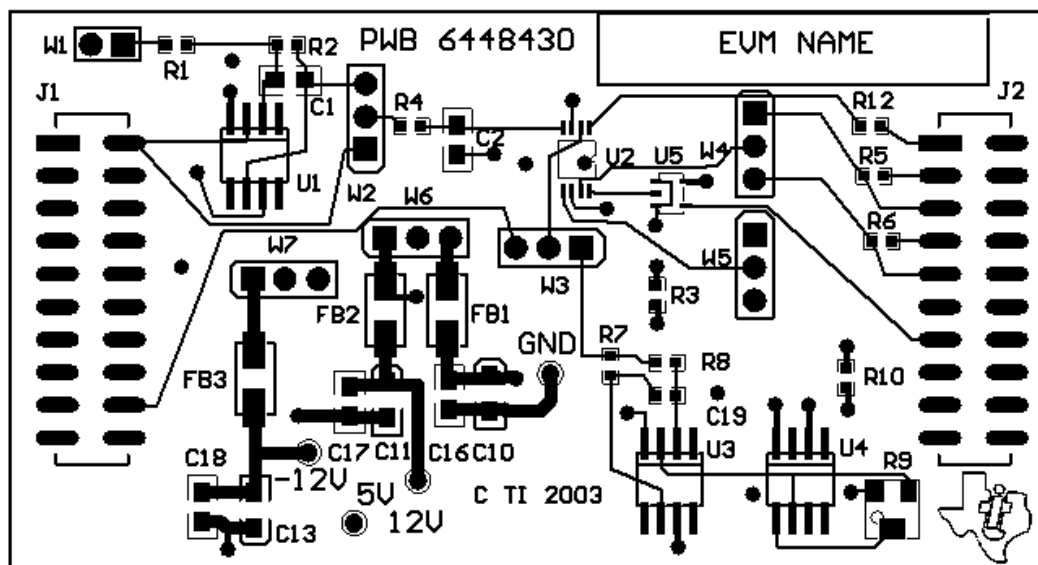 W1
R1
R2
PWB 6448430
EVM NAME
J1
C1
R4
C2
R12
J2
U1
W2
U2
U5
W4
R5
W6
R6
W7
W3
W5
R3
FB2
FB1
GND
R7
R8
FB3
R10
C19
C18
C17
C11
C16
C10
U3
U4
R9
-12V
5V
C TI 2003
12V
C13